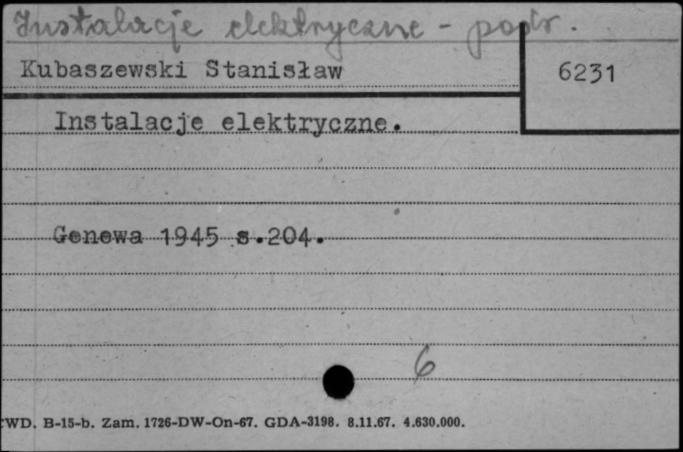 Instalacje elektryczne - podr.
Kubaszewski Stanisław 6231
Instalacje elektryczne.
Genewa 1945 s.204.
6
WD. B-15-b. Zam. 1726-DW-On-67. GDA-3198. 8.11.67. 4.630.000.